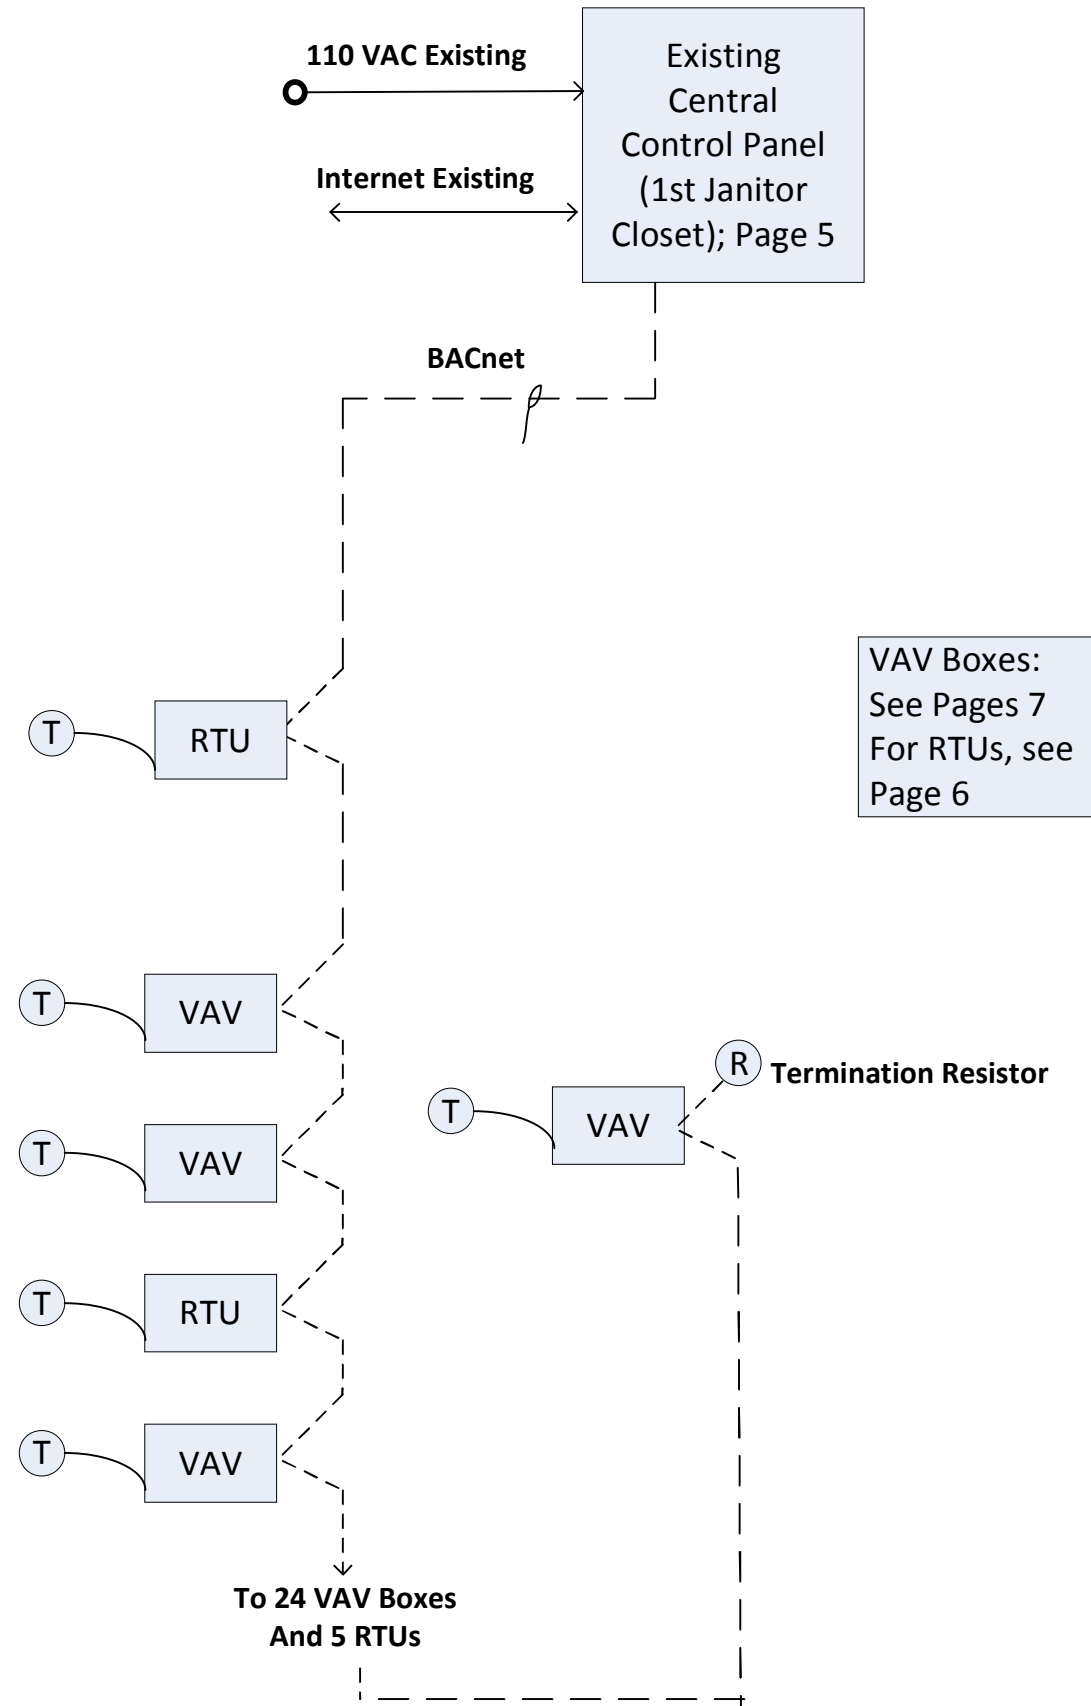 110 VAC Existing
Existing
Central
Control Panel
(1st Janitor
Closet); Page 5
Internet Existing
BACnet
VAV Boxes:
See Pages 7
For RTUs, see
Page 6
T
RTU
T
VAV
R
Termination Resistor
T
VAV
T
VAV
T
RTU
T
VAV
To 24 VAV Boxes
And 5 RTUs